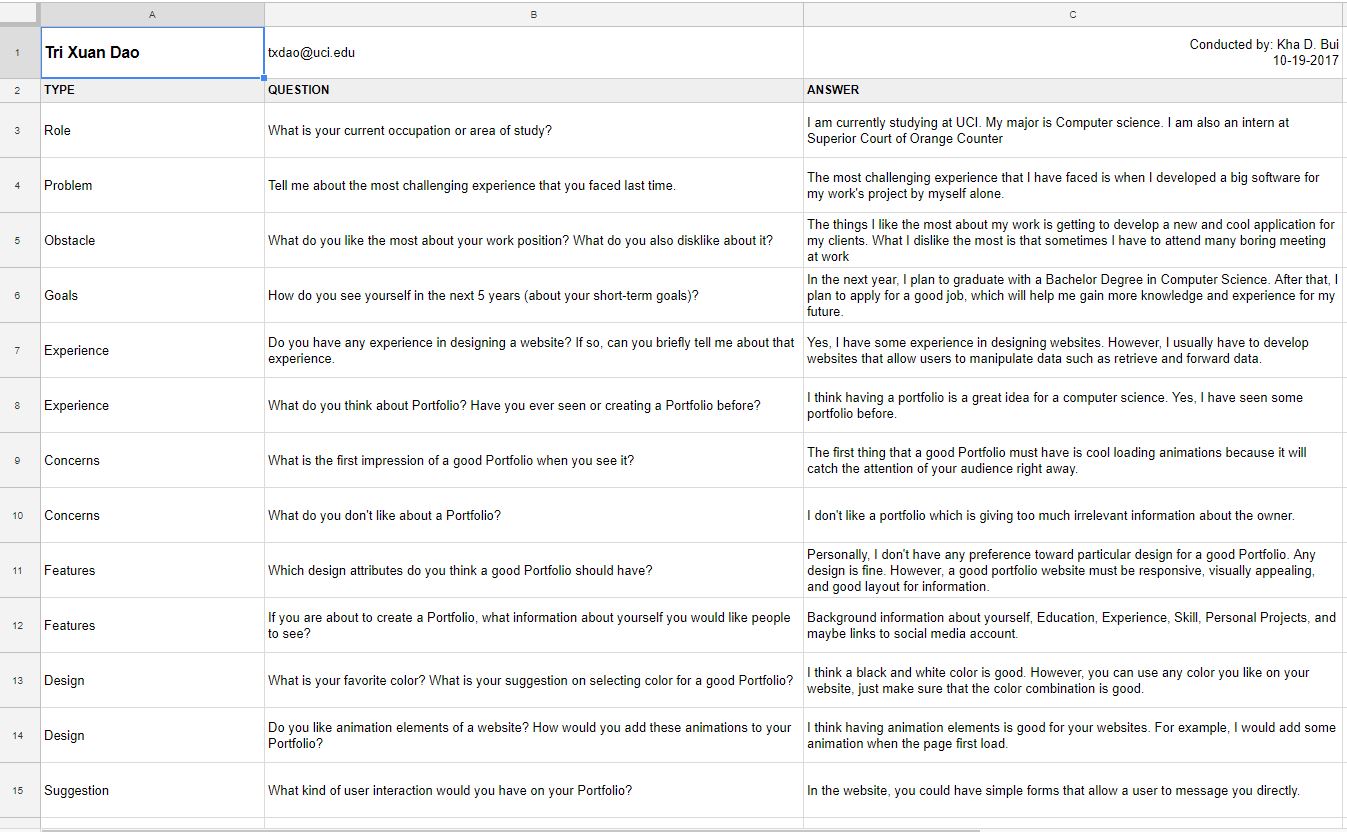 A B C
1 Tri Xuan Dao txdao@uci.edu Conducted by: Kha D. Bui
10-19-2017
2 TYPE QUESTION ANSWER
3 Role What is your current occupation or area of study? I am currently studying at UCI. My major is Computer science. I am also an intern at
Superior Court of Orange Counter
4 Problem Tell me about the most challenging experience that you faced last time. The most challenging experience that I have faced is when I developed a big software for
my work's project by myself alone.
5 Obstacle What do you like the most about your work position? What do you also disklike about it? The things I like the most about my work is getting to develop a new and cool application for
my clients. What I dislike the most is that sometimes I have to attend many boring meeting
at work
6 Goals How do you see yourself in the next 5 years (about your short-term goals)? In the next year, I plan to graduate with a Bachelor Degree in Computer Science. After that, I
plan to apply for a good job, which will help me gain more knowledge and experience for my
future.
7 Experience Do you have any experience in designing a website? If so, can you briefly tell me about that
experience.
Yes, I have some experience in designing websites. However, I usually have to develop
websites that allow users to manipulate data such as retrieve and forward data.
8 Experience What do you think about Portfolio? Have you ever seen or creating a Portfolio before? I think having a portfolio is a great idea for a computer science. Yes, I have seen some
portfolio before.
9 Concerns What is the first impression of a good Portfolio when you see it? The first thing that a good Portfolio must have is cool loading animations because it will
catch the attention of your audience right away.
10 Concerns What do you don't like about a Portfolio? I don't like a portfolio which is giving too much irrelevant information about the owner.
11 Features Which design attributes do you think a good Portfolio should have? Personally, I don't have any preference toward particular design for a good Portfolio. Any
design is fine. However, a good portfolio website must be responsive, visually appealing,
and good layout for information.
12 Features If you are about to create a Portfolio, what information about yourself you would like people
to see?
Background information about yourself, Education, Experience, Skill, Personal Projects, and
maybe links to social media account.
13 Design What is your favorite color? What is your suggestion on selecting color for a good Portfolio? I think a black and white color is good. However, you can use any color you like on your
website, just make sure that the color combination is good.
14 Design Do you like animation elements of a website? How would you add these animations to your
Portfolio?
I think having animation elements is good for your websites. For example, I would add some
animation when the page first load.
15 Suggestion What kind of user interaction would you have on your Portfolio? In the website, you could have simple forms that allow a user to message you directly.